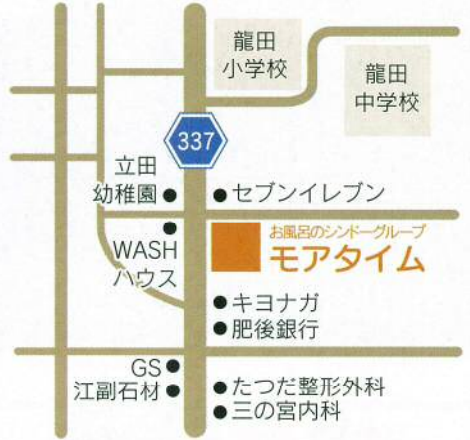 龍田
小学校
龍田
中学校
337
立田
幼稚園
セブンイレブン
WASH
ハウス
お風呂のシンドーグループ
モアタイム
キヨナガ
肥後銀行
GS
江副石材
たつだ整形外科
三の宮内科